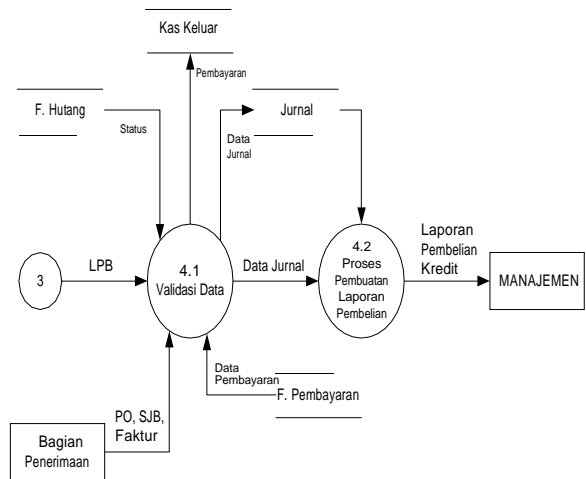 Kas Keluar
Pembayaran
F. Hutang
Status
Data
Jurnal
Jurnal
3
LPB
4.1
Validasi Data
Data Jurnal
4.2
Proses
Pembuatan
Laporan
Pembelian
Laporan
Pembelian
Kredit
MANAJEMEN
Data
Pembayaran
F. Pembayaran
PO, SJB,
Faktur
Bagian
Penerimaan